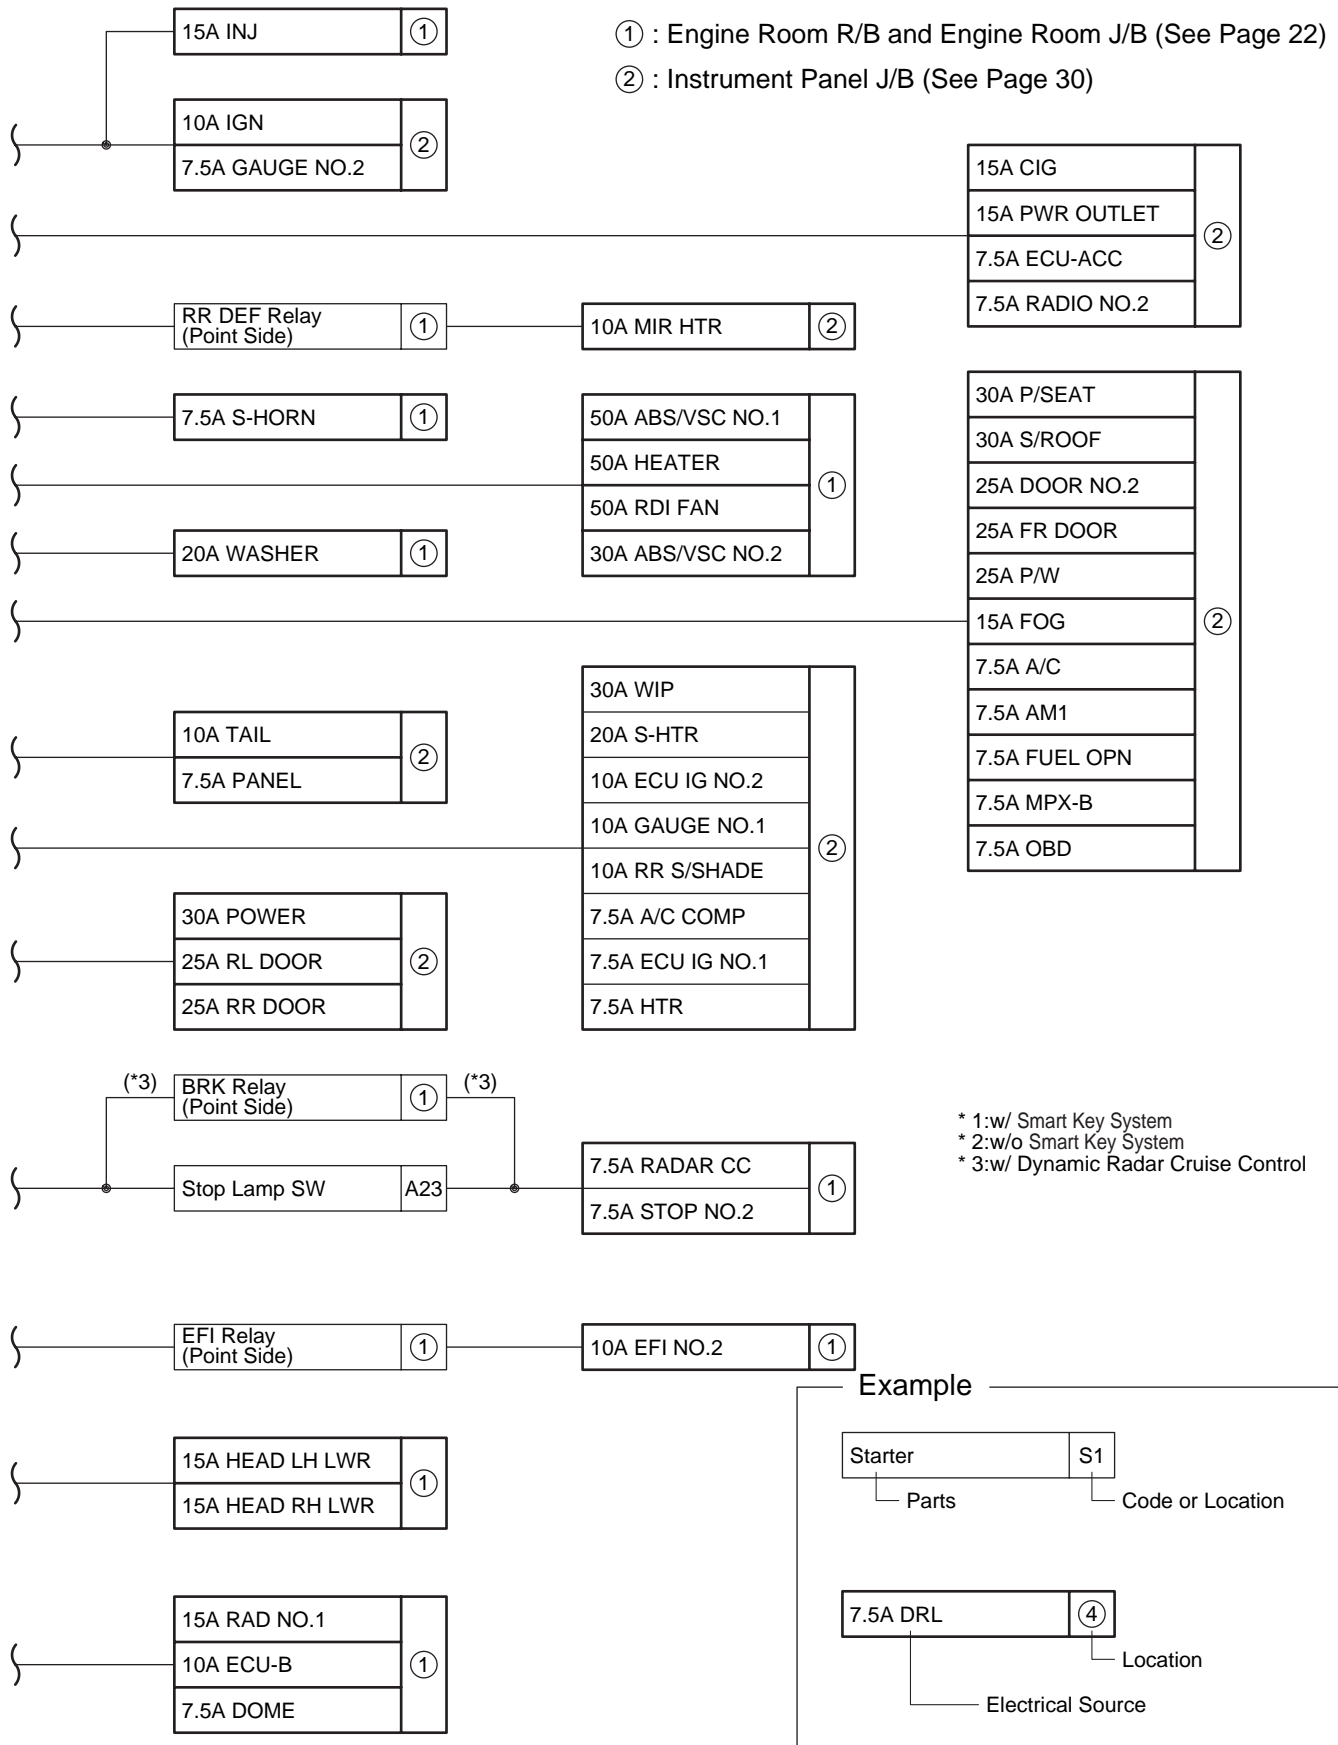 15A INJ ①
① : Engine Room R/B and Engine Room J/B (See Page 22)
② : Instrument Panel J/B (See Page 30)
10A IGN
7.5A GAUGE NO.2
②
15A CIG
15A PWR OUTLET
7.5A ECU-ACC
7.5A RADIO NO.2
②
RR DEF Relay
(Point Side)
①
10A MIR HTR ②
7.5A S-HORN ①
50A ABS/VSC NO.1
50A HEATER
50A RDI FAN
30A ABS/VSC NO.2
①
20A WASHER ①
30A P/SEAT
30A S/ROOF
25A DOOR NO.2
25A FR DOOR
25A P/W
15A FOG
7.5A A/C
7.5A AM1
7.5A FUEL OPN
7.5A MPX-B
7.5A OBD
②
10A TAIL
7.5A PANEL
②
30A WIP
20A S-HTR
10A ECU IG NO.2
10A GAUGE NO.1
10A RR S/SHADE
7.5A A/C COMP
7.5A ECU IG NO.1
7.5A HTR
②
30A POWER
25A RL DOOR
25A RR DOOR
②
(*3)
BRK Relay
(Point Side)
①
(*3)
Stop Lamp SW A23
7.5A RADAR CC
7.5A STOP NO.2
①
* 1:w/ Smart Key System
* 2:w/o Smart Key System
* 3:w/ Dynamic Radar Cruise Control
EFI Relay
(Point Side)
①
10A EFI NO.2 ①
15A HEAD LH LWR
15A HEAD RH LWR
①
15A RAD NO.1
10A ECU-B
7.5A DOME
①
Example
Starter S1
Parts
Code or Location
7.5A DRL ④
Location
Electrical Source